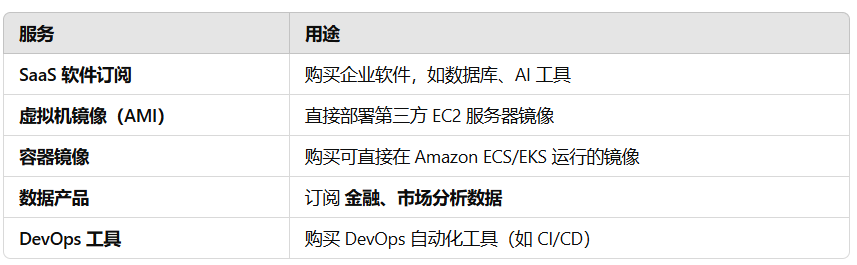 服务 用途
SaaS 软件订阅 购买企业软件，如数据库、AI 工具
虚拟机镜像（AMI） 直接部署第三方 EC2 服务器镜像
容器镜像 购买可直接在 Amazon ECS/EKS 运行的镜像
数据产品 订阅 金融、市场分析数据
DevOps 工具 购买 DevOps 自动化工具（如 CI/CD）